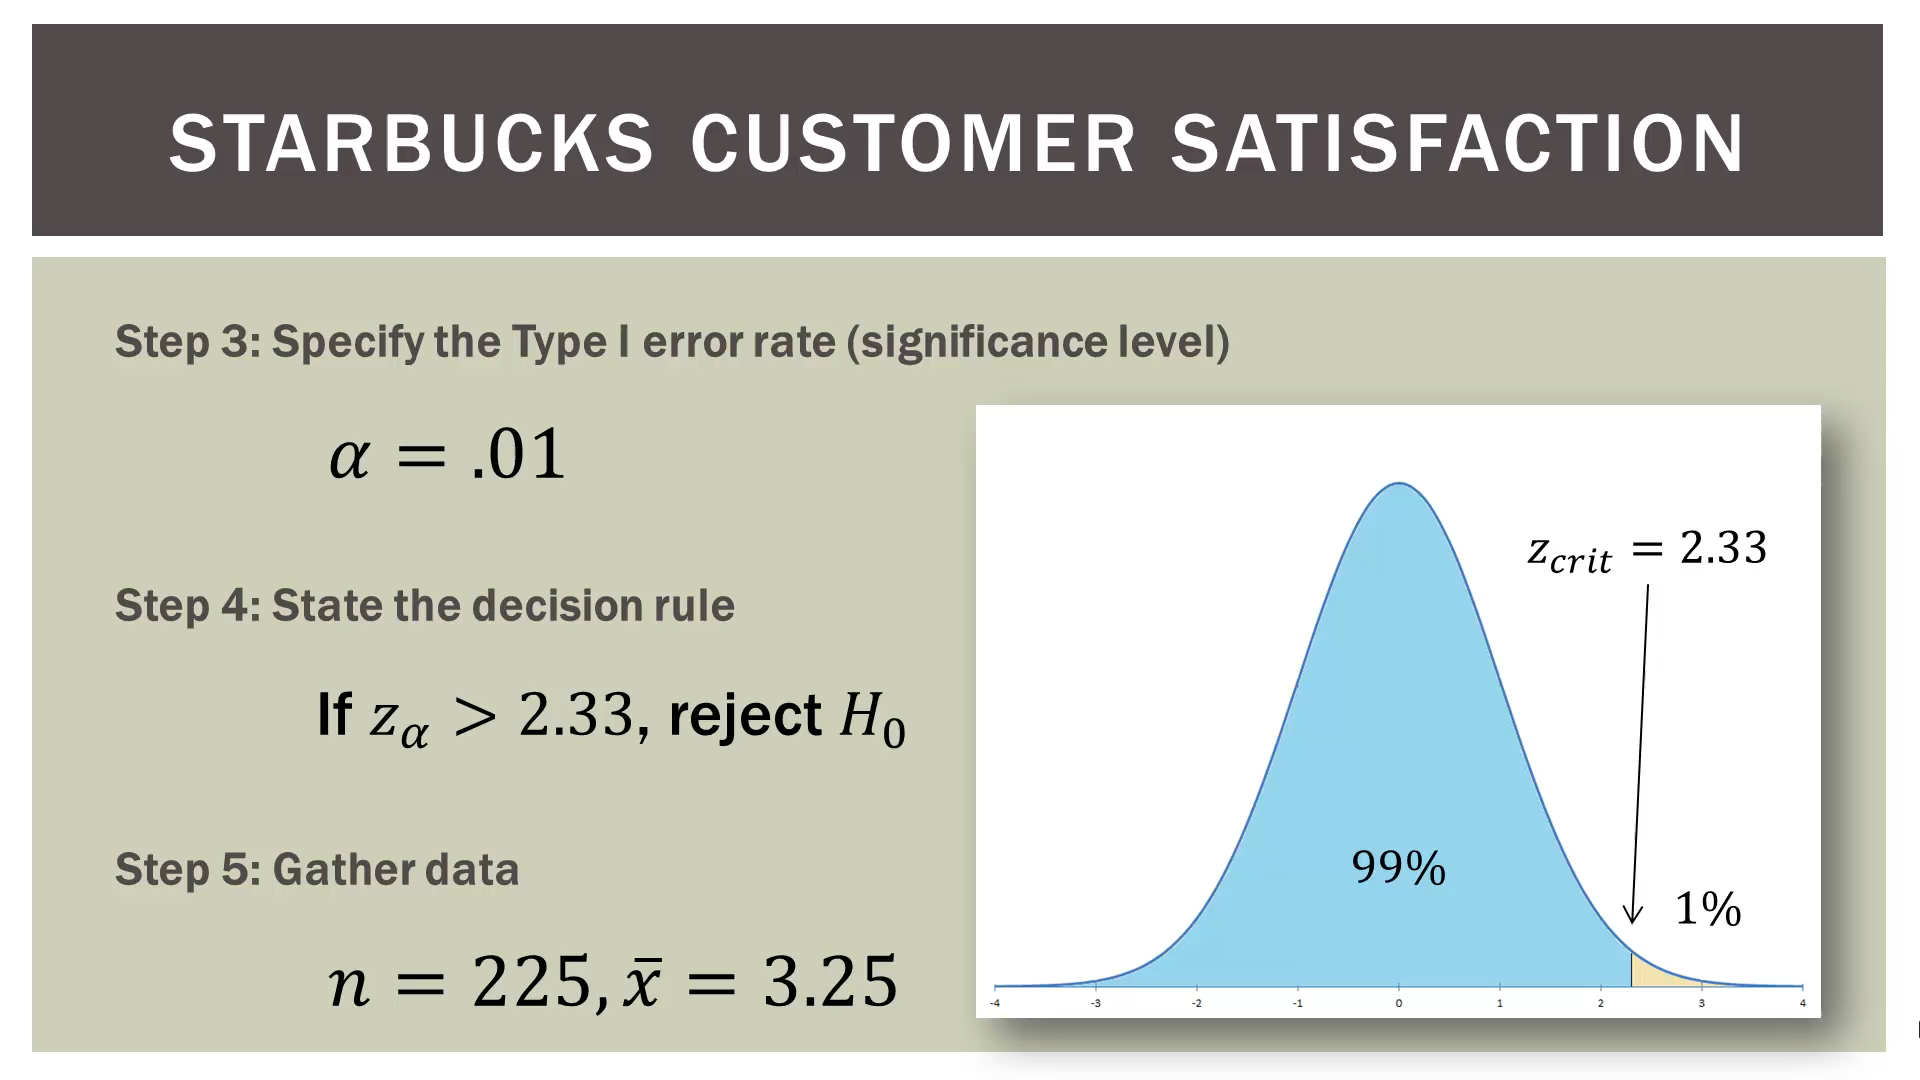 STARBUCKS CUSTOMER SATISFACTION
Step 3: Specify the Type I error rate (significance level)
α = .01
Step 4: State the decision rule
If z_α > 2.33, reject H₀
Step 5: Gather data
n = 225, x̄ = 3.25
z_crit = 2.33
99%
1%
-4 -3 -2 -1 0 1 2 3 4